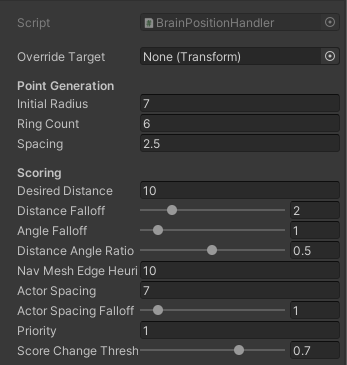 Script BrainPositionHandler
Override Target None (Transform)
Point Generation
Initial Radius 7
Ring Count 6
Spacing 2.5
Scoring
Desired Distance 10
Distance Falloff 2
Angle Falloff 1
Distance Angle Ratio 0.5
Nav Mesh Edge Heuri 10
Actor Spacing 7
Actor Spacing Falloff 1
Priority 1
Score Change Thresh 0.7